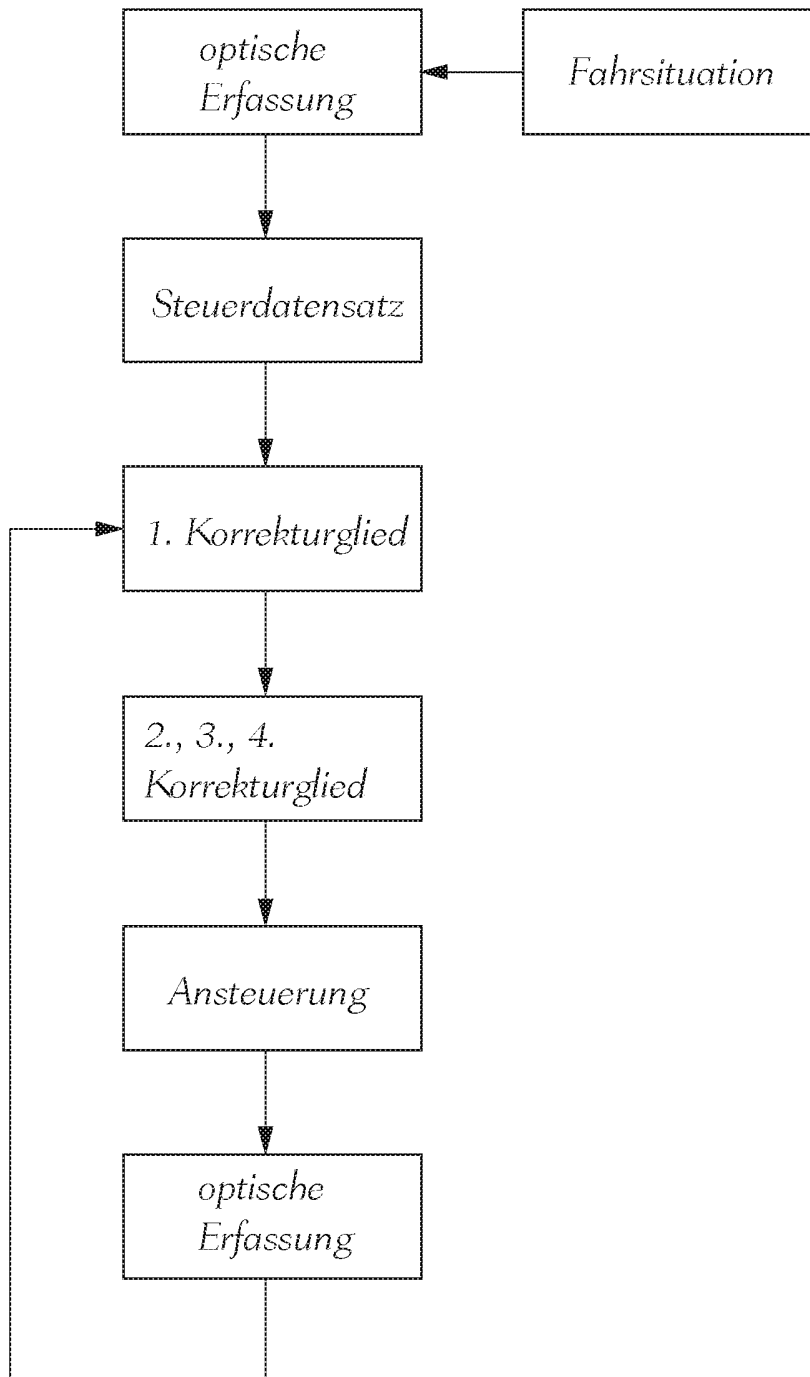 optische
Erfassung
Fahrsituation
Steuerdatensatz
1. Korrekturglied
2., 3., 4.
Korrekturglied
Ansteuerung
optische
Erfassung